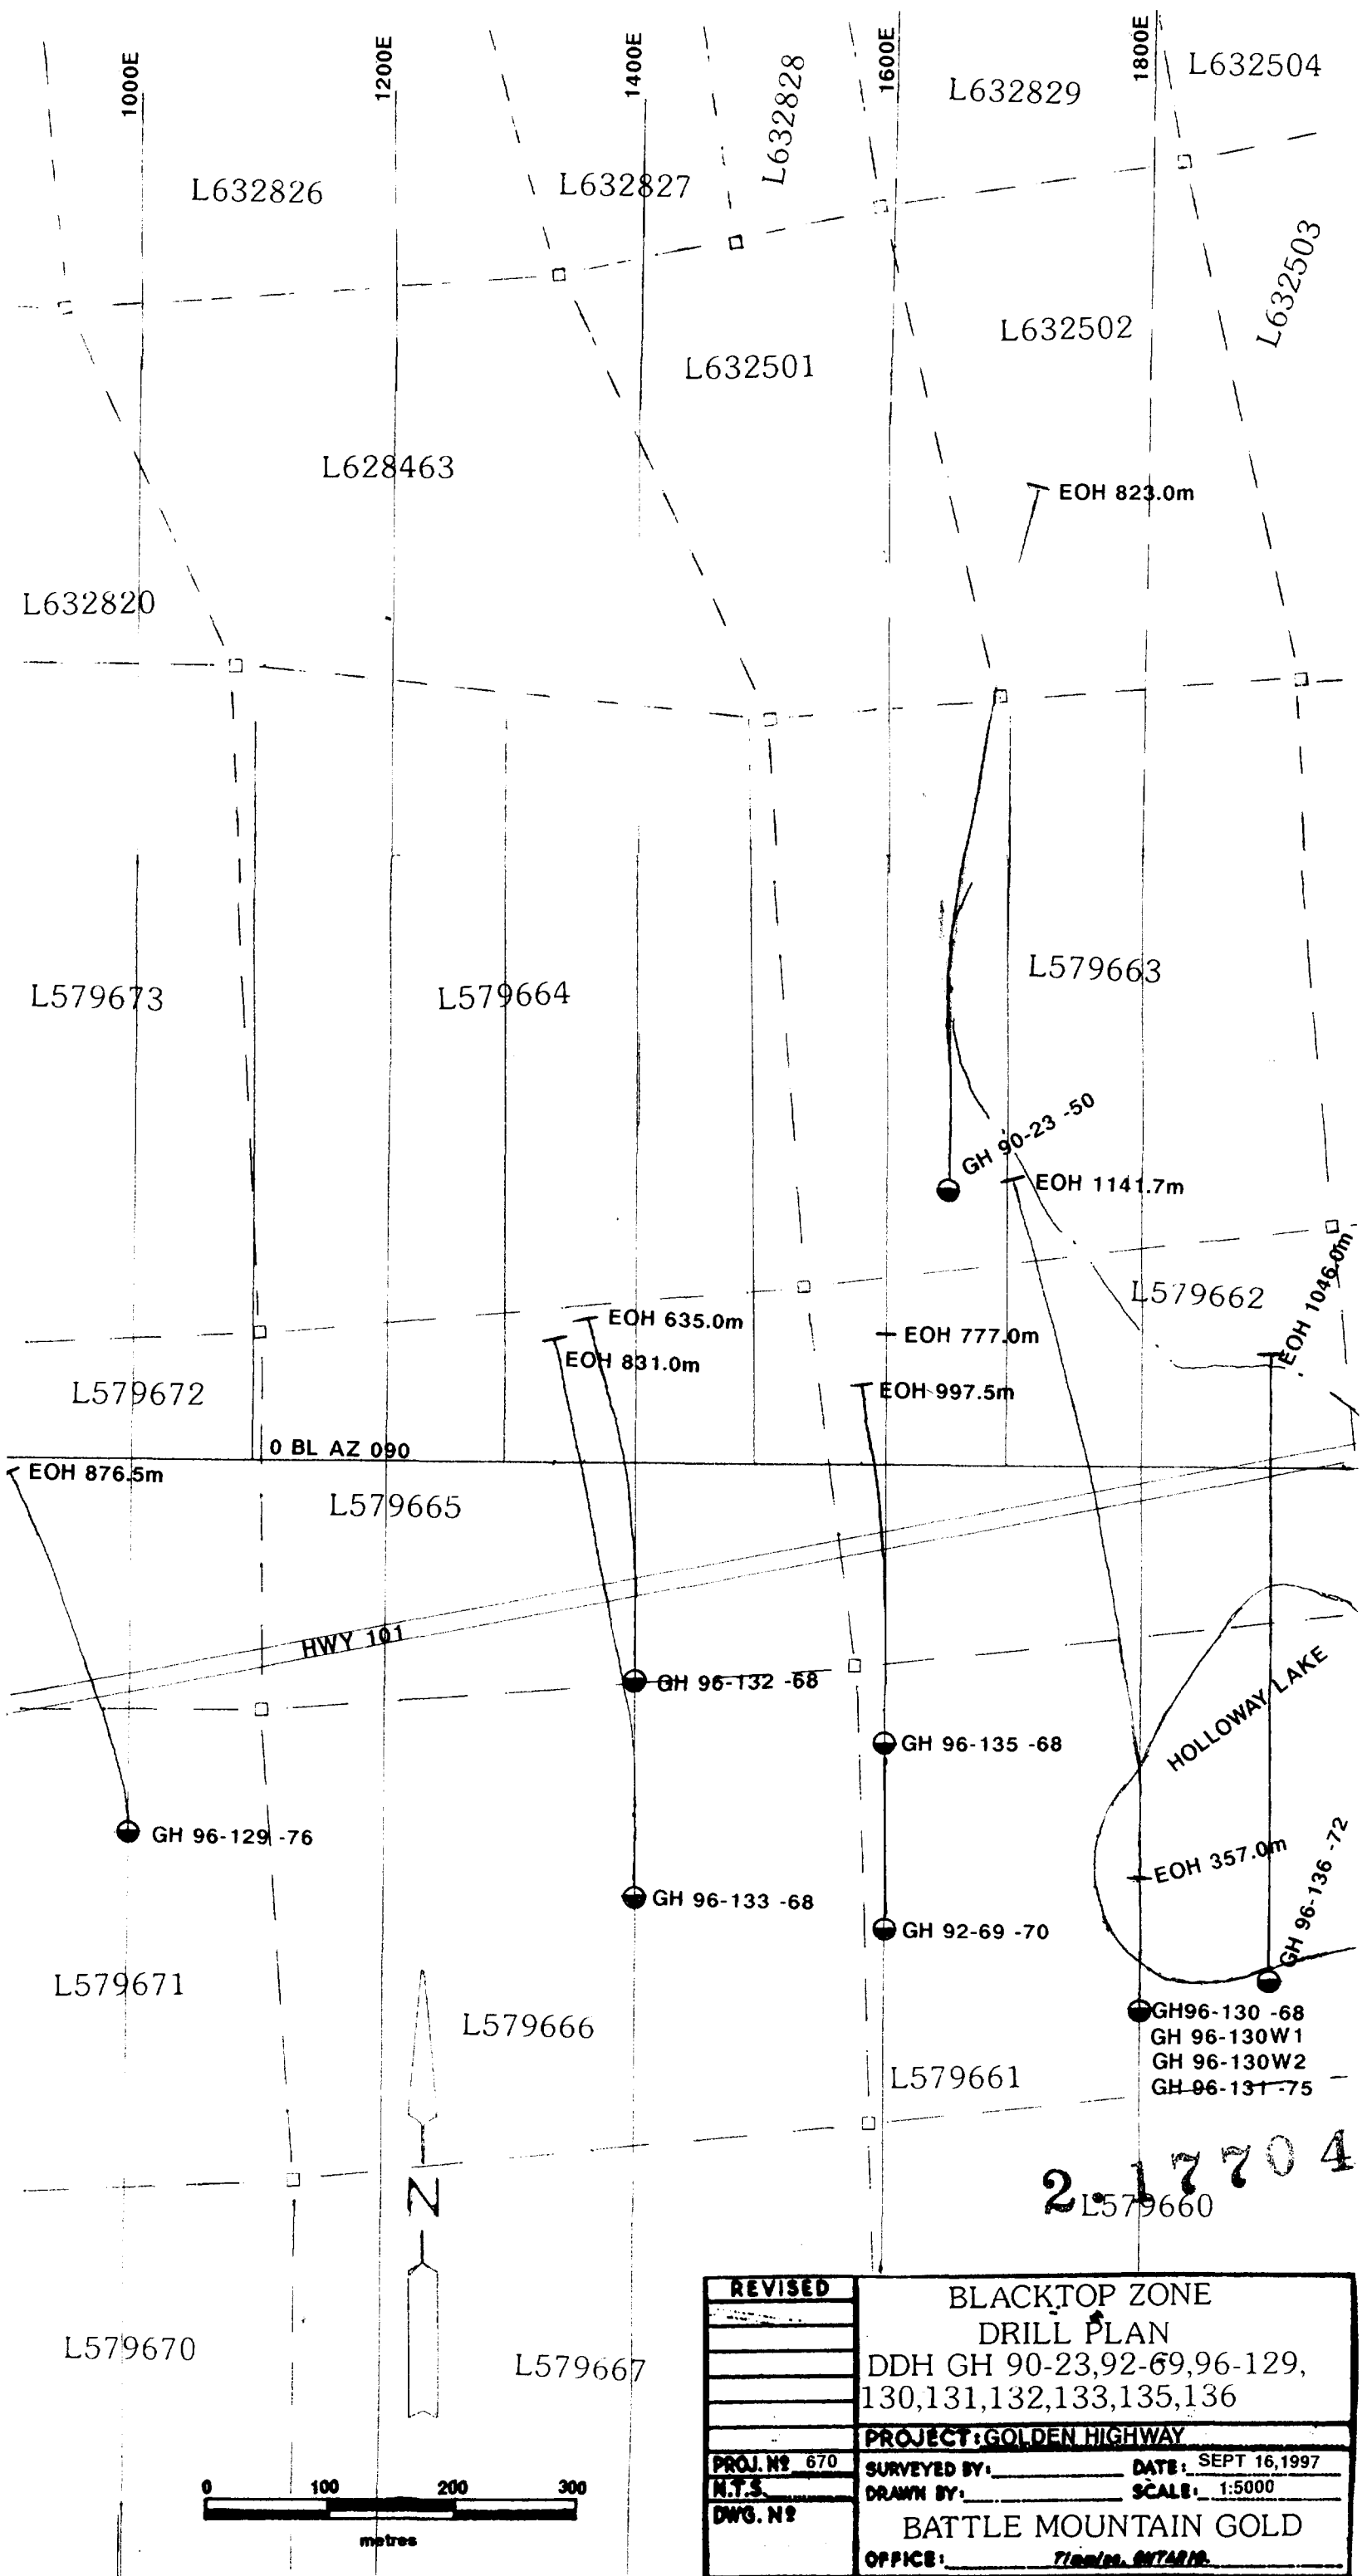 1000E
1200E
1400E
1600E
1800E
L632504
L632829
L632828
L632827
L632826
L632503
L632502
L632501
L628463
EOH 823.0m
L632820
L579673
L579664
L579663
GH 90-23 -50
EOH 1141.7m
L579662
EOH 1046.0m
EOH 635.0m
EOH 777.0m
EOH 831.0m
EOH 997.5m
L579672
0 BL AZ 090
EOH 876.5m
L579665
HWY 101
GH 96-132 -68
HOLLOWAY LAKE
GH 96-135 -68
GH 96-129 -76
EOH 357.0m
GH 96-133 -68
GH 92-69 -70
GH 96-136 -72
L579671
L579666
GH96-130 -68
GH 96-130W1
GH 96-130W2
GH 96-131 -75
L579661
2.17704
L579660
N
L579670
L579667
REVISED
BLACKTOP ZONE
DRILL PLAN
DDH GH 90-23,92-69,96-129,
130,131,132,133,135,136
PROJECT: GOLDEN HIGHWAY
PROJ. Nº 670
SURVEYED BY: DATE: SEPT 16,1997
N.T.S.
DRAWN BY: SCALE: 1:5000
DWG. Nº
BATTLE MOUNTAIN GOLD
OFFICE: Timmins, ONTARIO.
0 100 200 300
metres